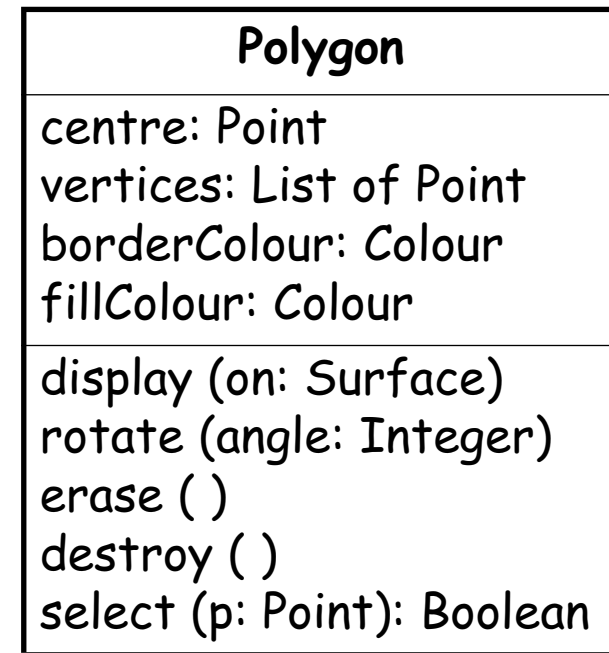 Polygon
centre: Point
vertices: List of Point
borderColour: Colour
fillColour: Colour
display (on: Surface)
rotate (angle: Integer)
erase ( )
destroy ( )
select (p: Point): Boolean